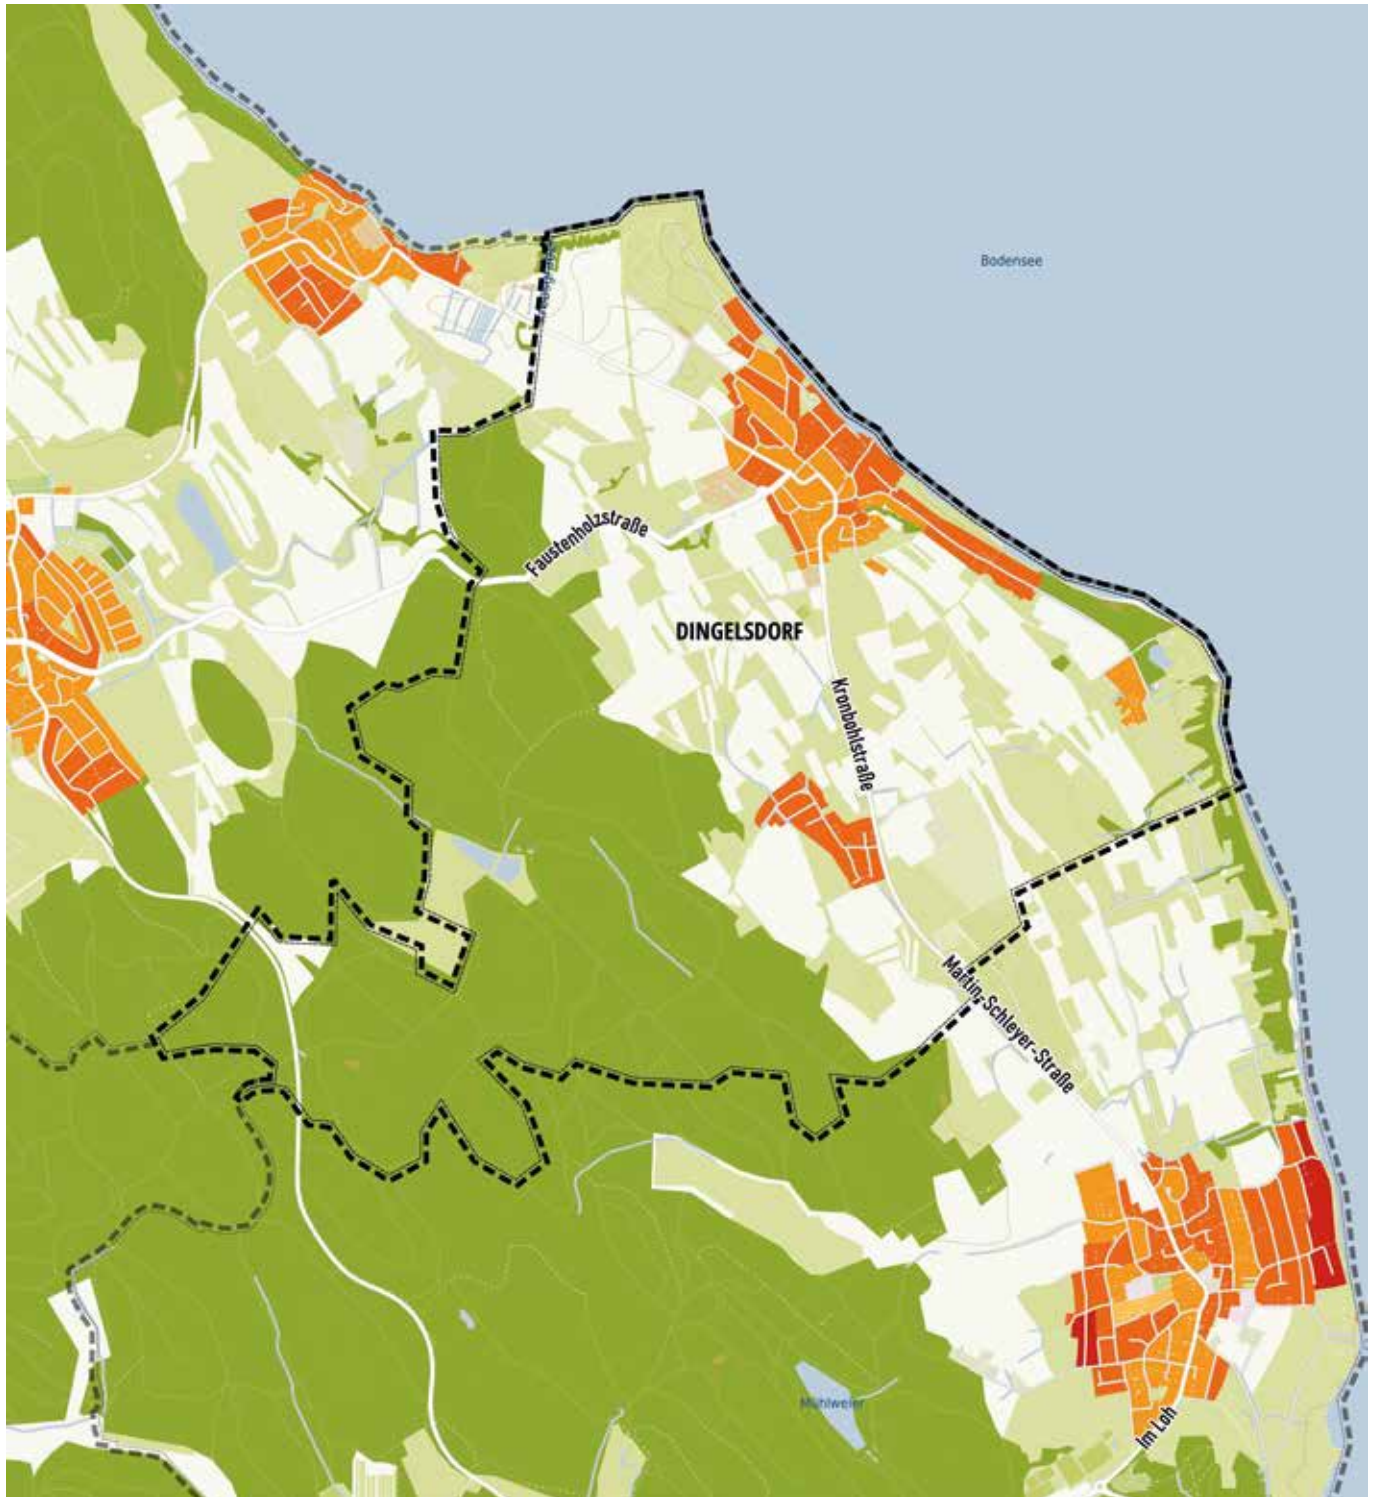 Bodensee
Faustenholzstraße
DINGELSDORF
Kronbohlstraße
Martin-Schleyer-Straße
Mühlweier
Im Loh